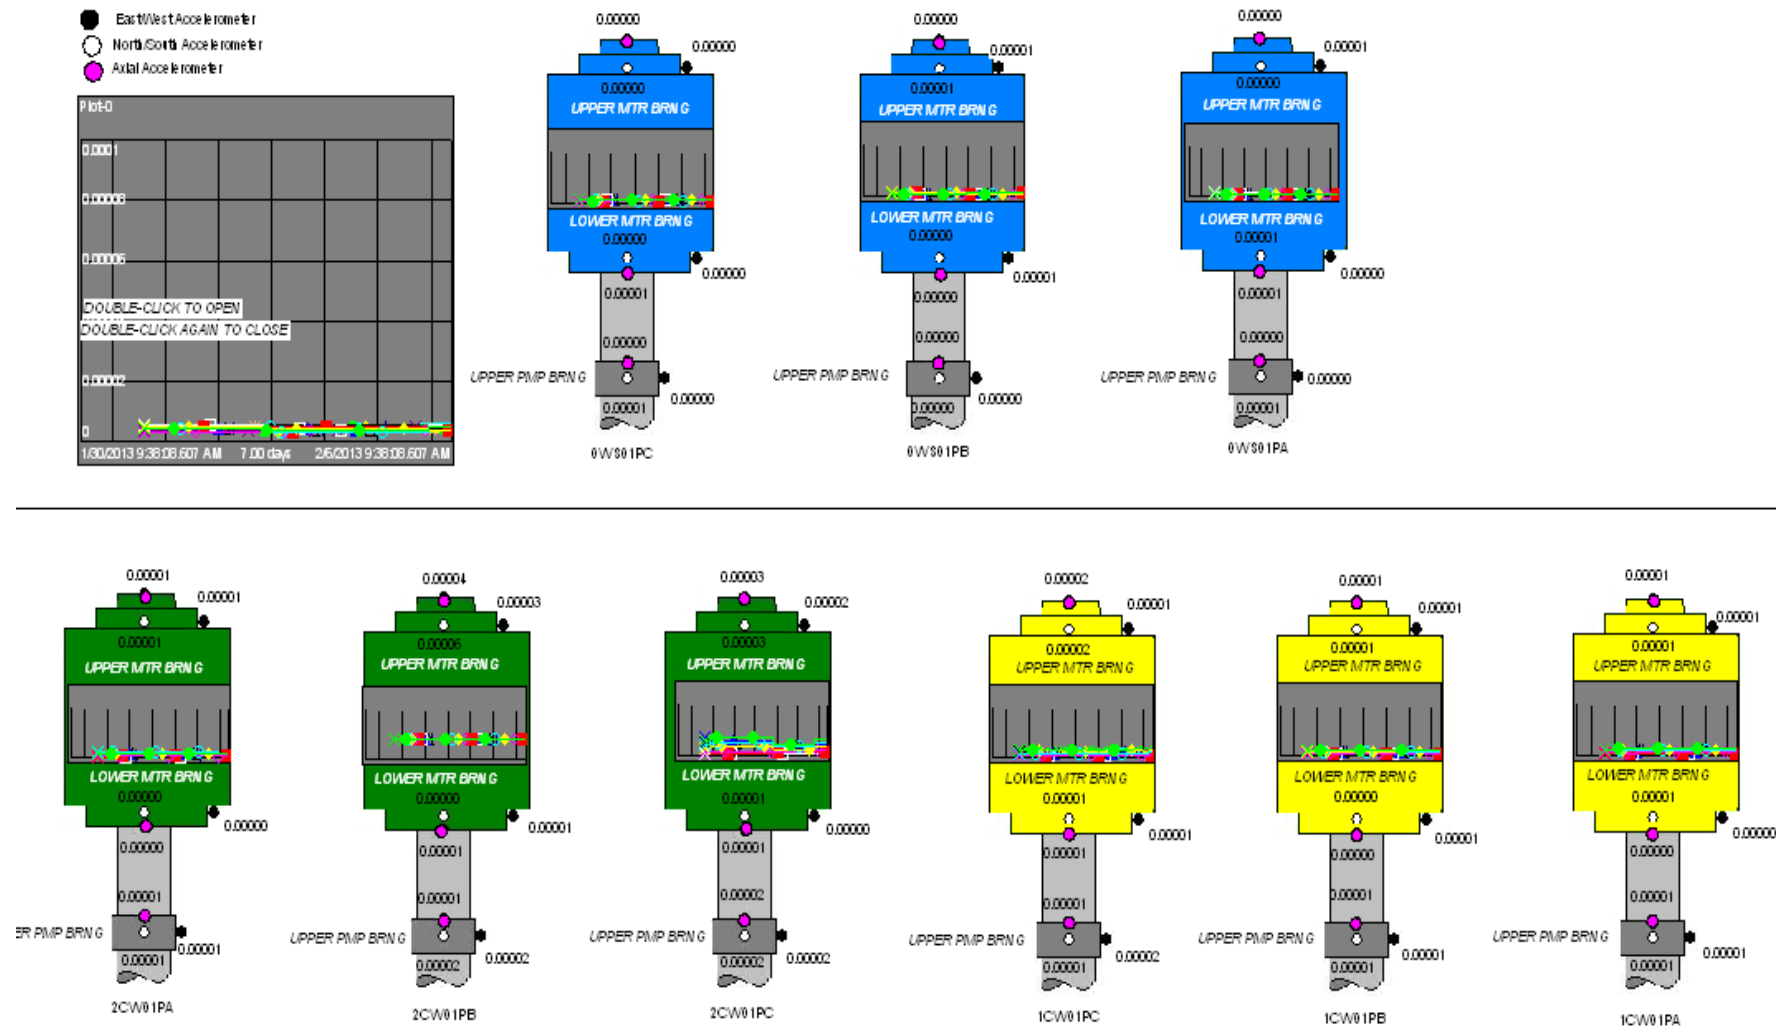 East/West Accelerometer
North/South Accelerometer
Axial Accelerometer
Plot-0
0.0001
0.00008
0.00006
DOUBLE-CLICK TO OPEN
DOUBLE-CLICK AGAIN TO CLOSE
0.00002
0
1/30/2013 9:38:08.607 AM 7.00 days 2/6/2013 9:38:08.607 AM
0.00000
0.00000
0.00000
UPPER MTR BRNG
LOWER MTR BRNG
0.00000
0.00000
0.00001
0.00000
UPPER PMP BRNG
0.00000
0.00001
0WS01PC
0.00000
0.00001
0.00001
UPPER MTR BRNG
LOWER MTR BRNG
0.00000
0.00001
0.00000
0.00000
UPPER PMP BRNG
0.00000
0.00000
0WS01PB
0.00000
0.00001
0.00000
UPPER MTR BRNG
LOWER MTR BRNG
0.00001
0.00000
0.00001
0.00000
UPPER PMP BRNG
0.00000
0.00001
0WS01PA
0.00001
0.00001
0.00001
UPPER MTR BRNG
LOWER MTR BRNG
0.00000
0.00000
0.00000
0.00001
ER PMP BRNG
0.00001
0.00001
2CW01PA
0.00004
0.00003
0.00006
UPPER MTR BRNG
LOWER MTR BRNG
0.00000
0.00001
0.00001
0.00001
UPPER PMP BRNG
0.00002
0.00002
2CW01PB
0.00003
0.00002
0.00003
UPPER MTR BRNG
LOWER MTR BRNG
0.00001
0.00000
0.00001
0.00002
UPPER PMP BRNG
0.00002
0.00002
2CW01PC
0.00002
0.00001
0.00002
UPPER MTR BRNG
LOWER MTR BRNG
0.00001
0.00001
0.00001
0.00001
UPPER PMP BRNG
0.00002
0.00001
1CW01PC
0.00001
0.00001
0.00001
UPPER MTR BRNG
LOWER MTR BRNG
0.00000
0.00001
0.00000
0.00001
UPPER PMP BRNG
0.00001
0.00001
1CW01PB
0.00001
0.00001
0.00001
UPPER MTR BRNG
LOWER MTR BRNG
0.00001
0.00000
0.00000
0.00001
UPPER PMP BRNG
0.00001
0.00001
1CW01PA